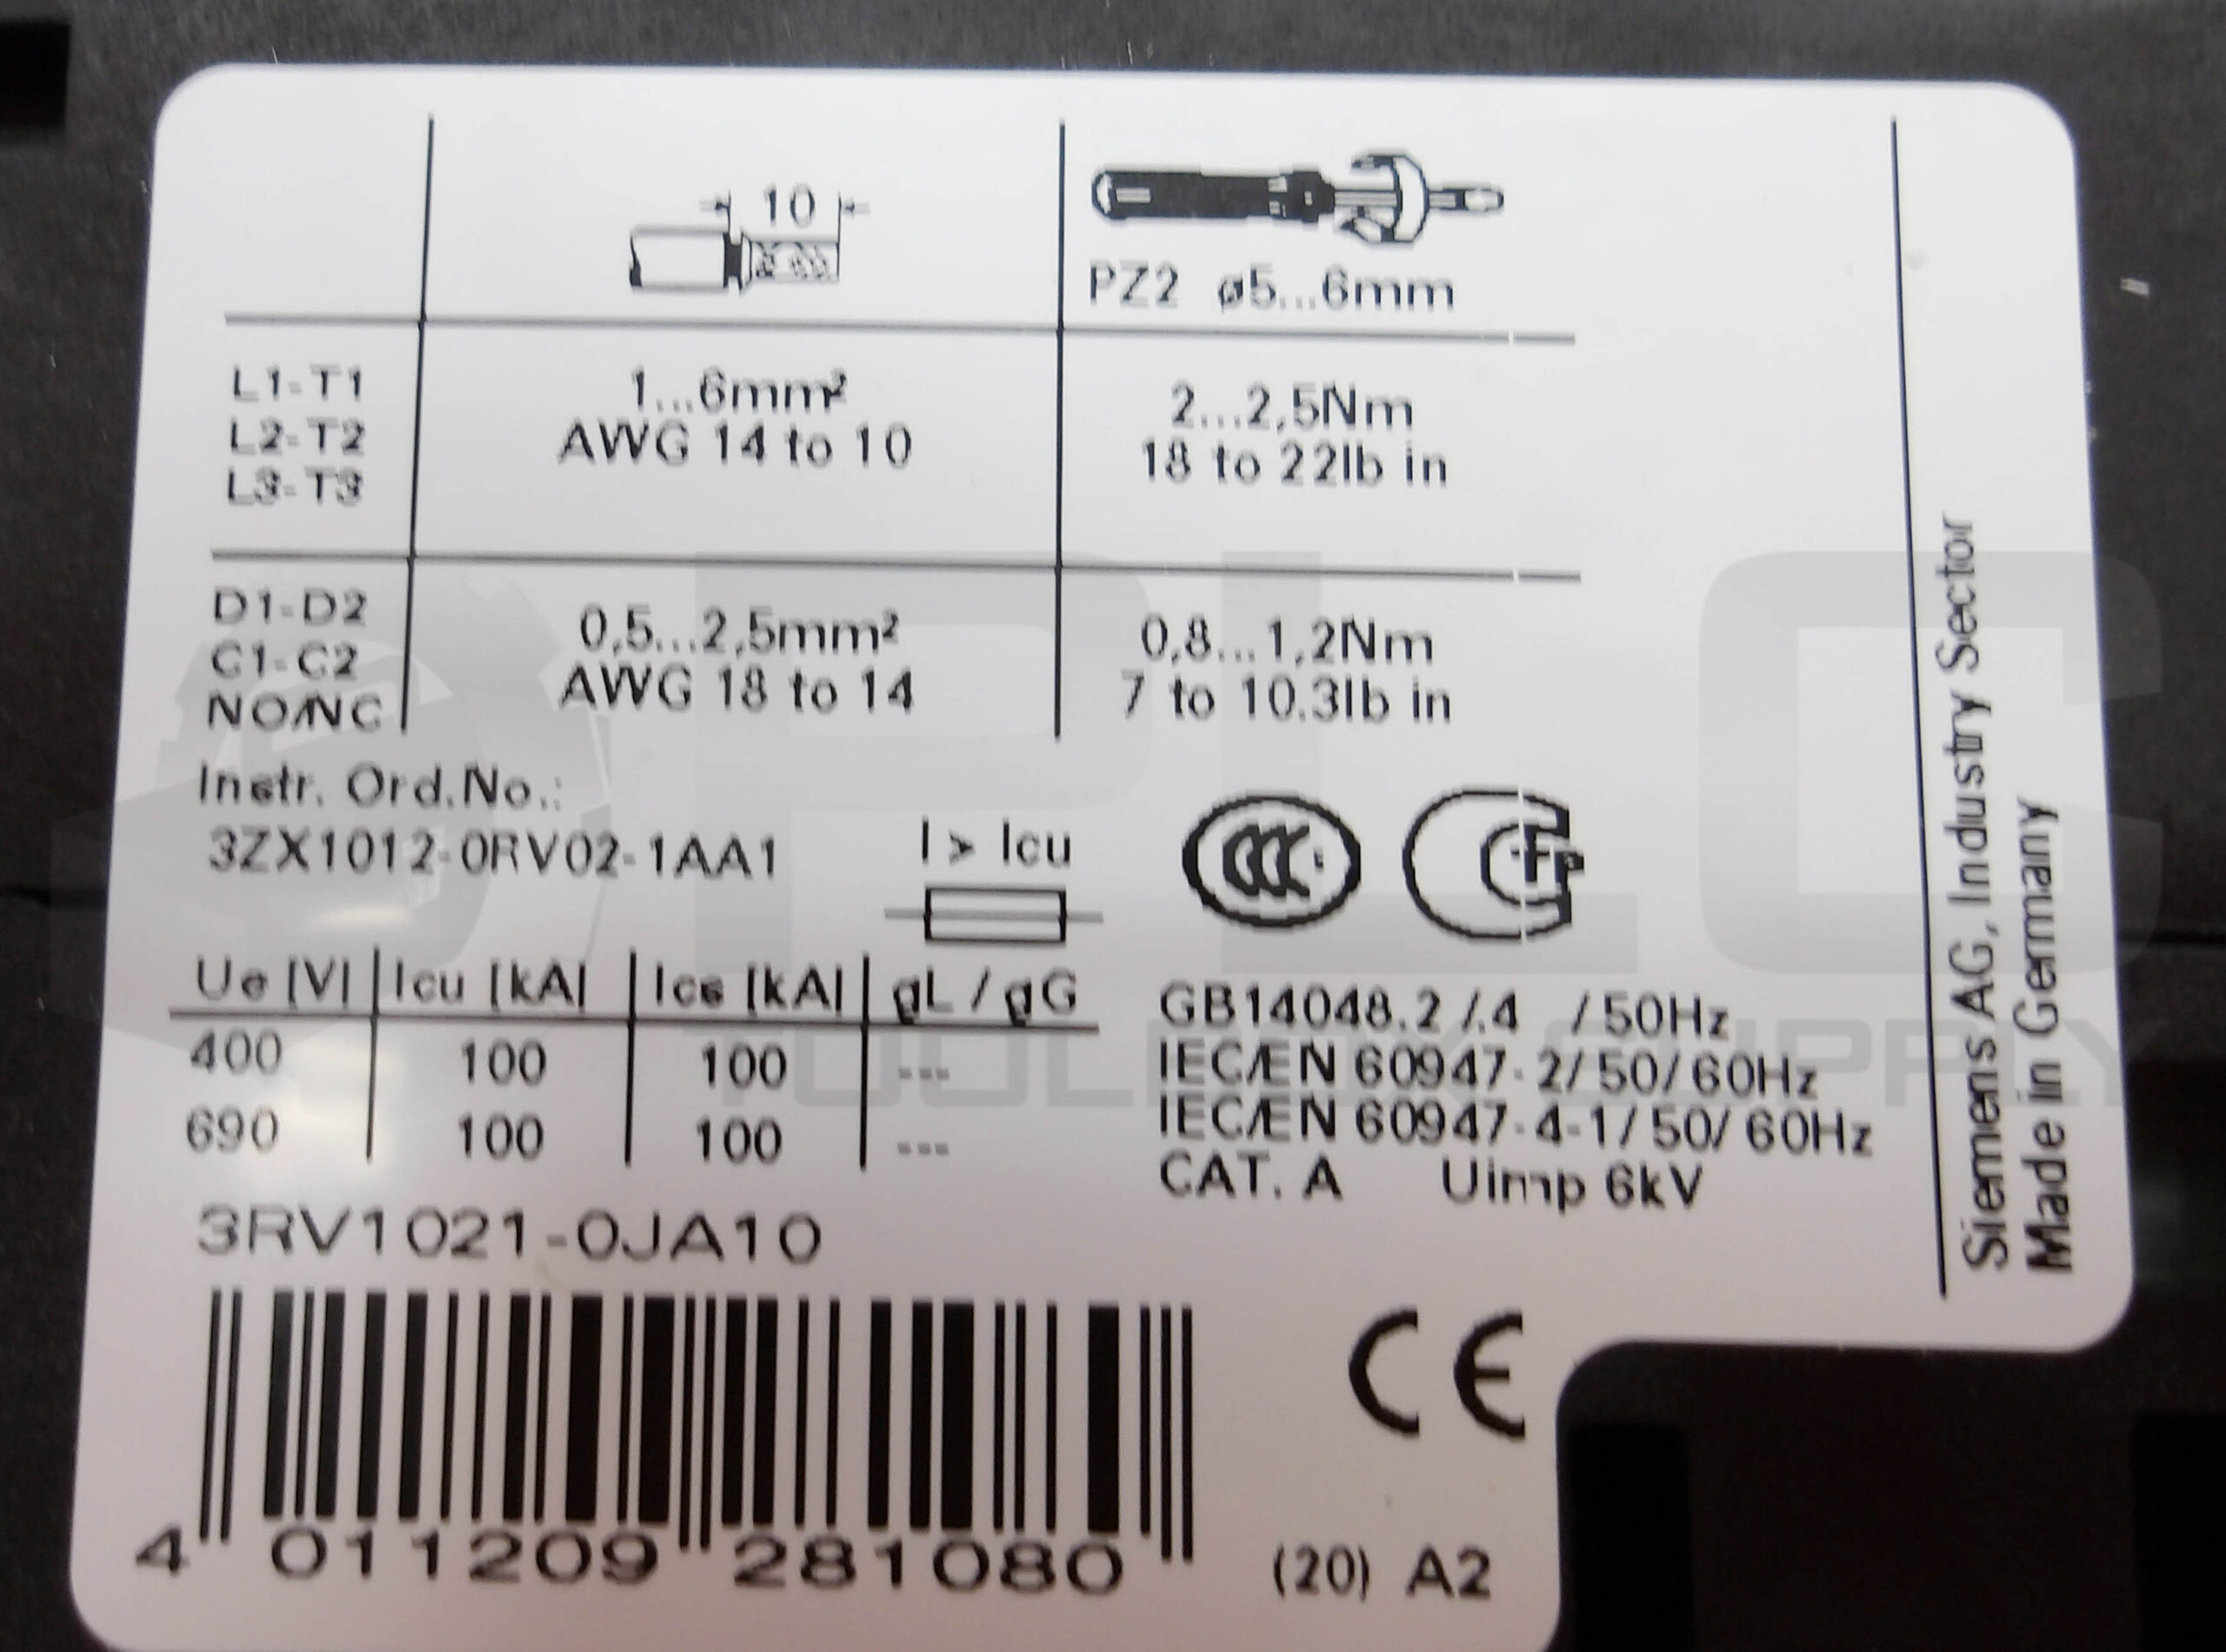 10
PZ2 ø5...6mm
L1-T1
L2-T2
L3-T3
1...6mm²
AWG 14 to 10
2...2,5Nm
18 to 22lb in
D1-D2
C1-C2
NO/NC
0,5...2,5mm²
AWG 18 to 14
0,8...1,2Nm
7 to 10.3lb in
Instr. Ord.No.:
3ZX1012-0RV02-1AA1
I > Icu
CCC
Ue [V] Icu [kA] Ics [kA] gL / gG
400 100 100 ---
690 100 100 ---
GB14048.2 /.4 / 50Hz
IEC/EN 60947-2/ 50/ 60Hz
IEC/EN 60947-4-1/ 50/ 60Hz
CAT. A Uimp 6kV
3RV1021-0JA10
4 011209 281080
CE
(20) A2
Siemens AG, Industry Sector
Made in Germany
PLC
TOOLBOX SUPPLY